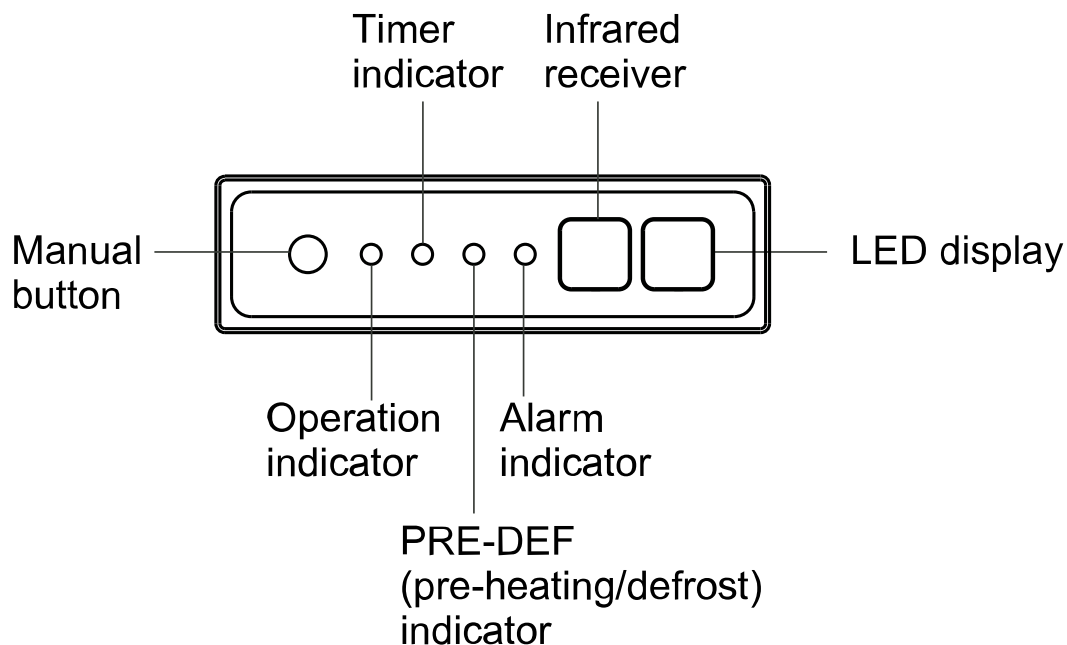 Timer
indicator
Infrared
receiver
Manual
button
LED display
Operation
indicator
Alarm
indicator
PRE-DEF
(pre-heating/defrost)
indicator